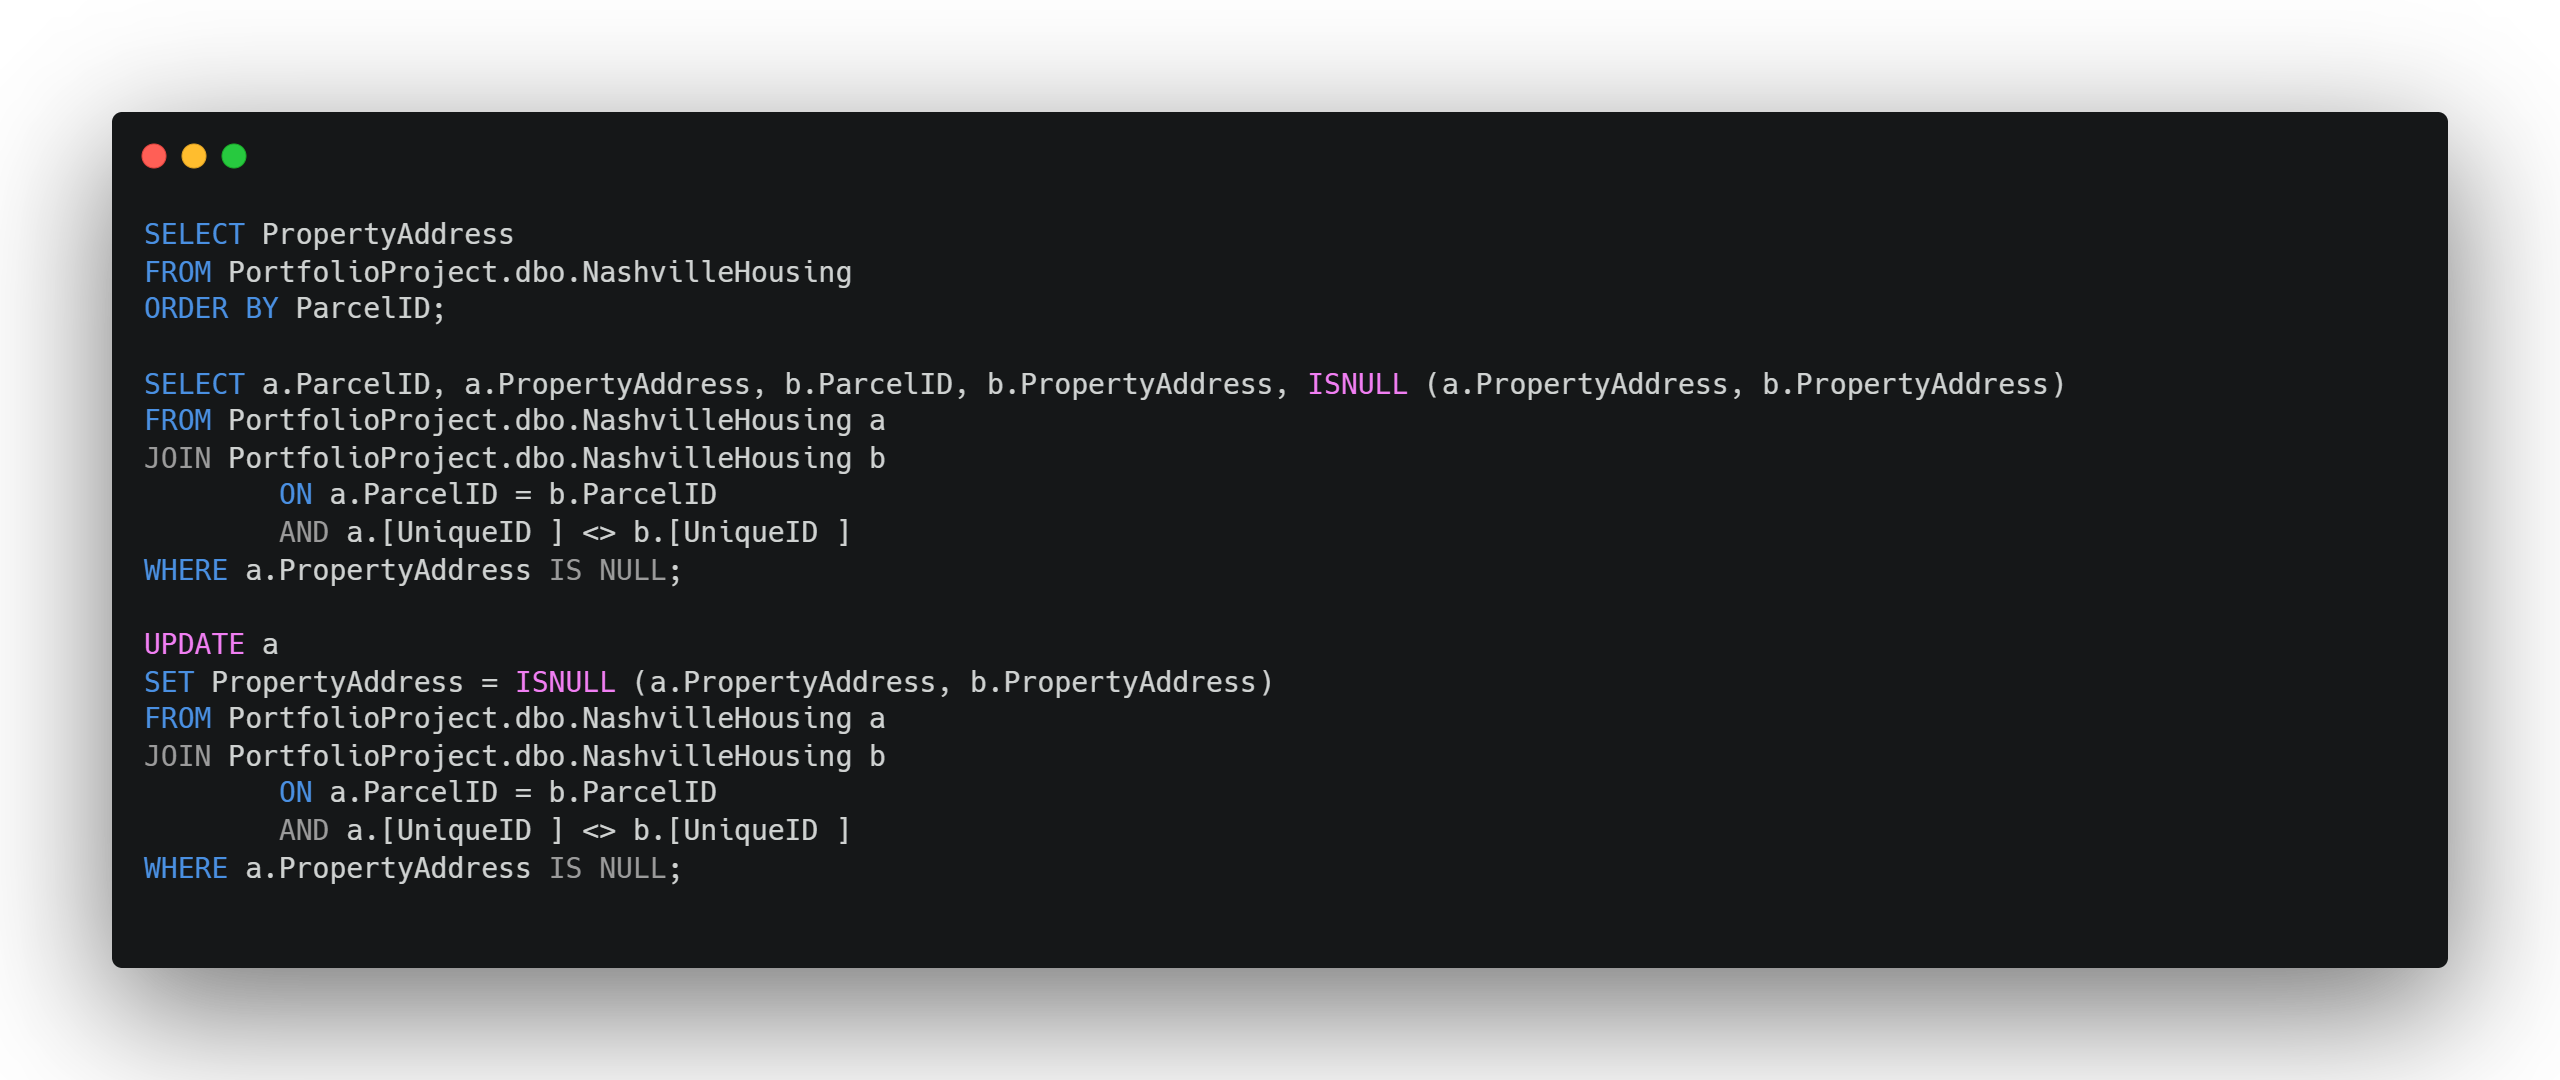 SELECT PropertyAddress
FROM PortfolioProject.dbo.NashvilleHousing
ORDER BY ParcelID;
SELECT a.ParcelID, a.PropertyAddress, b.ParcelID, b.PropertyAddress, ISNULL (a.PropertyAddress, b.PropertyAddress)
FROM PortfolioProject.dbo.NashvilleHousing a
JOIN PortfolioProject.dbo.NashvilleHousing b
        ON a.ParcelID = b.ParcelID
        AND a.[UniqueID ] <> b.[UniqueID ]
WHERE a.PropertyAddress IS NULL;
UPDATE a
SET PropertyAddress = ISNULL (a.PropertyAddress, b.PropertyAddress)
FROM PortfolioProject.dbo.NashvilleHousing a
JOIN PortfolioProject.dbo.NashvilleHousing b
        ON a.ParcelID = b.ParcelID
        AND a.[UniqueID ] <> b.[UniqueID ]
WHERE a.PropertyAddress IS NULL;